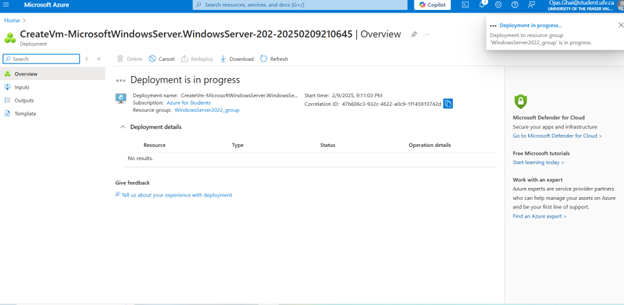 Microsoft Azure
Search resources, services, and docs (G+/)
Copilot
Ojas.Ghai@student.ufv.ca
UNIVERSITY OF THE FRASER VAL...
Home >
CreateVm-MicrosoftWindowsServer.WindowsServer-202-20250209210645 | Overview
Deployment
Deployment in progress...
Deployment to resource group
'WindowsServer2022_group' is in progress.
Search
Delete Cancel Redeploy Download Refresh
Overview
Inputs
Outputs
Template
Deployment is in progress
Deployment name: CreateVm-MicrosoftWindowsServer.WindowsSe...
Subscription: Azure for Students
Resource group: WindowsServer2022_group
Start time: 2/9/2025, 9:11:03 PM
Correlation ID: 47b606c3-932c-4622-a0c9-1f145910742d
Deployment details
Resource Type Status Operation details
No results.
Give feedback
Tell us about your experience with deployment
Microsoft Defender for Cloud
Secure your apps and infrastructure
Go to Microsoft Defender for Cloud >
Free Microsoft tutorials
Start learning today >
Work with an expert
Azure experts are service provider partners
who can help manage your assets on Azure
and be your first line of support.
Find an Azure expert >